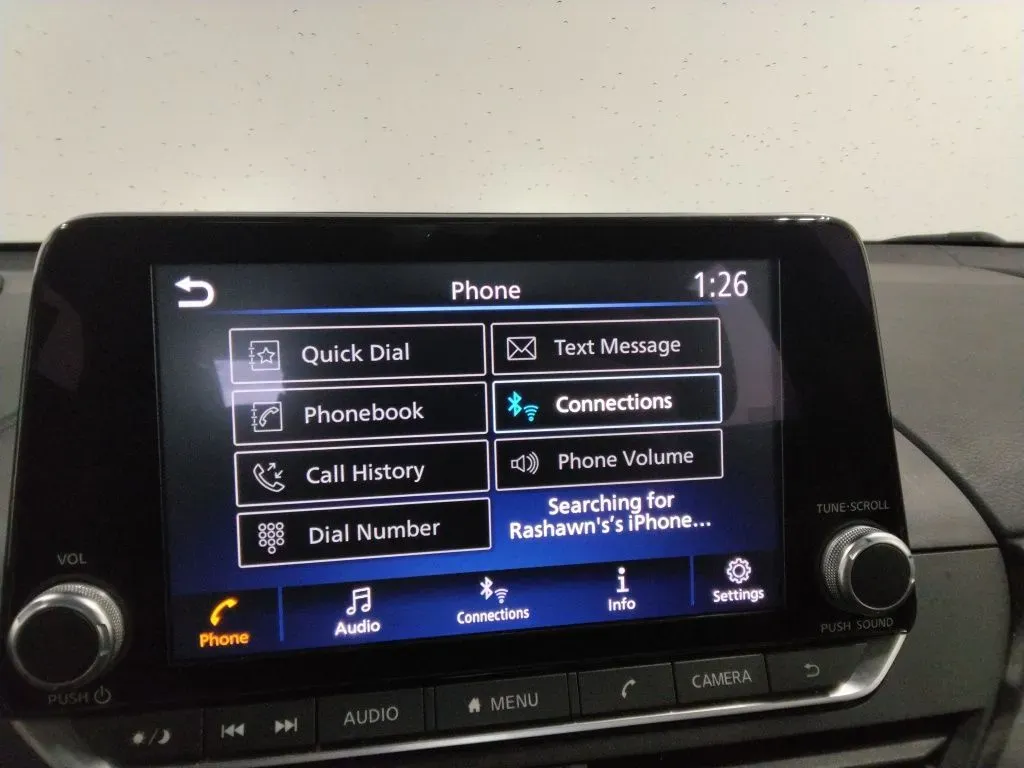 Phone
1:26
Quick Dial
Text Message
Phonebook
Connections
Call History
Phone Volume
Dial Number
Searching for
Rashawn's's iPhone...
Phone
Audio
Connections
Info
Settings
VOL
PUSH
TUNE·SCROLL
PUSH SOUND
AUDIO
MENU
CAMERA